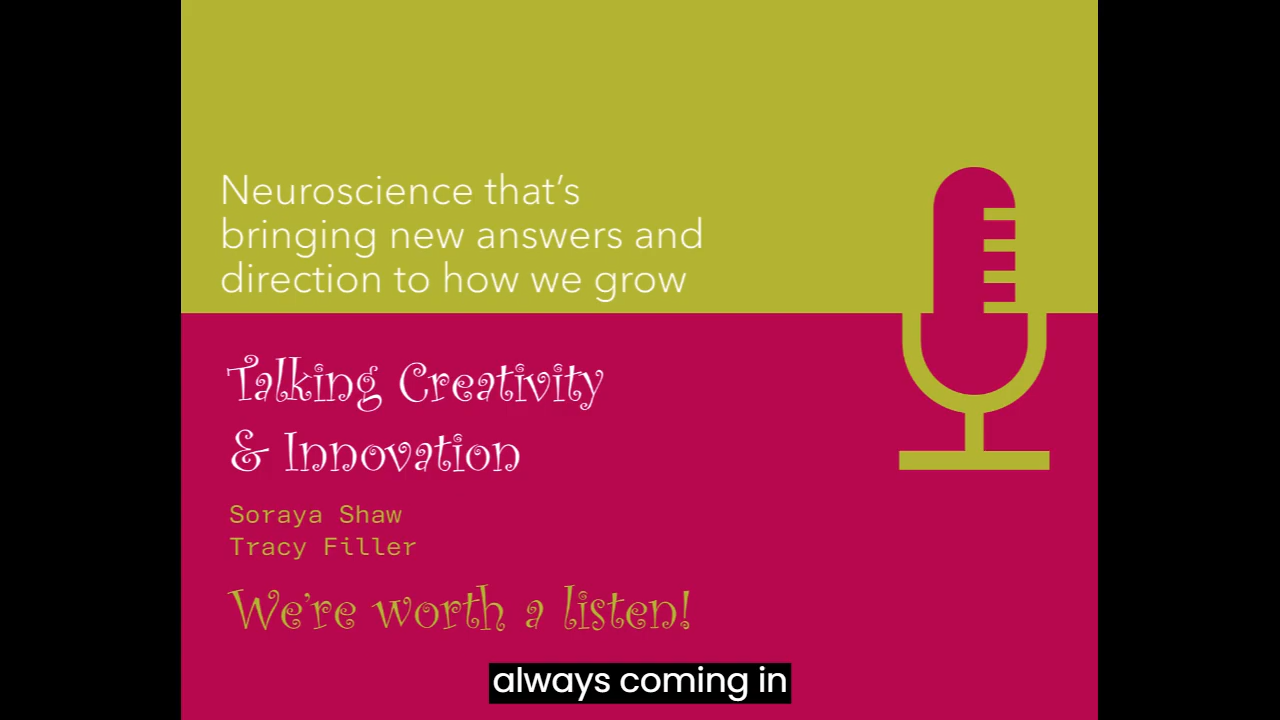 Neuroscience that's
bringing new answers and
direction to how we grow
Talking Creativity
& Innovation
Soraya Shaw
Tracy Filler
We're worth a listen!
always coming in